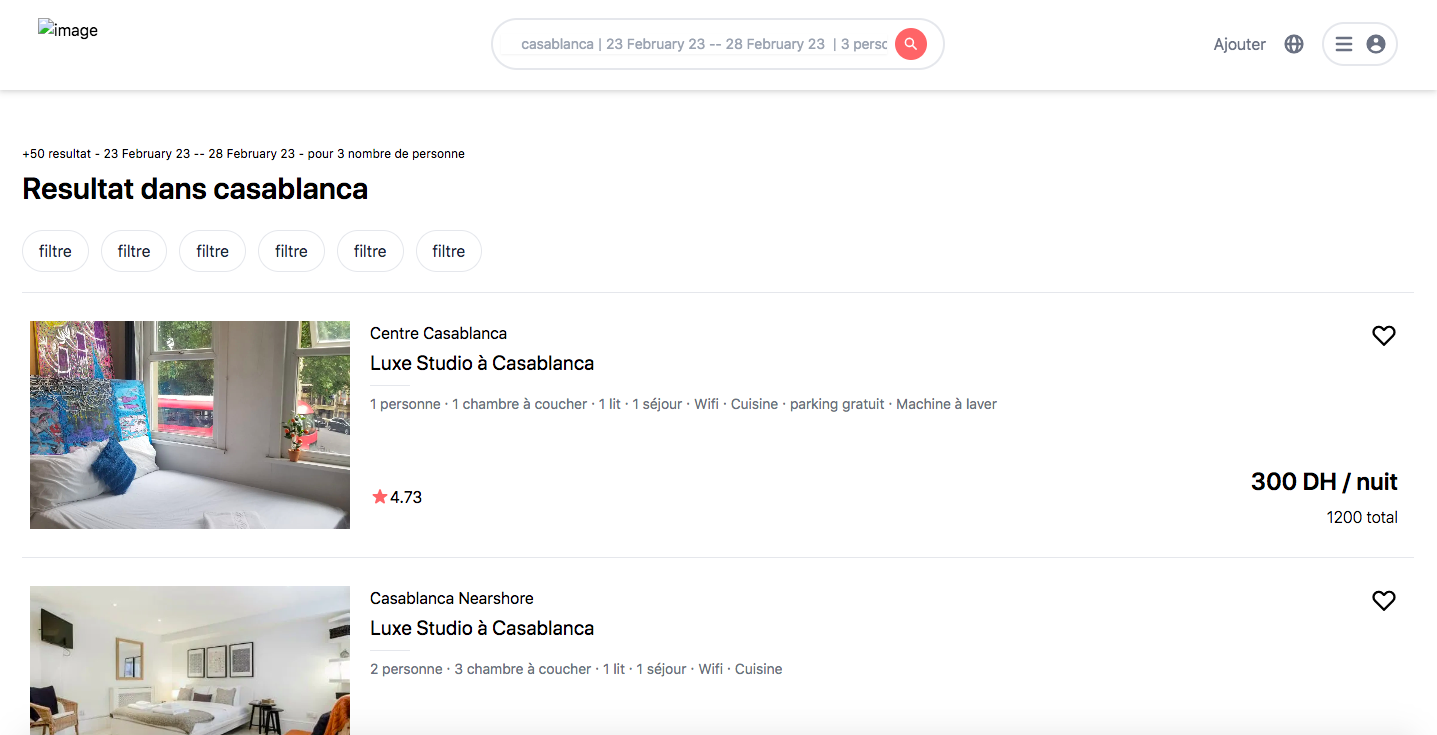 image
casablanca | 23 February 23 -- 28 February 23 | 3 perso
Ajouter
+50 resultat - 23 February 23 -- 28 February 23 - pour 3 nombre de personne
Resultat dans casablanca
filtre filtre filtre filtre filtre filtre
Centre Casablanca
Luxe Studio à Casablanca
1 personne · 1 chambre à coucher · 1 lit · 1 séjour · Wifi · Cuisine · parking gratuit · Machine à laver
300 DH / nuit
4.73
1200 total
Casablanca Nearshore
Luxe Studio à Casablanca
2 personne · 3 chambre à coucher · 1 lit · 1 séjour · Wifi · Cuisine